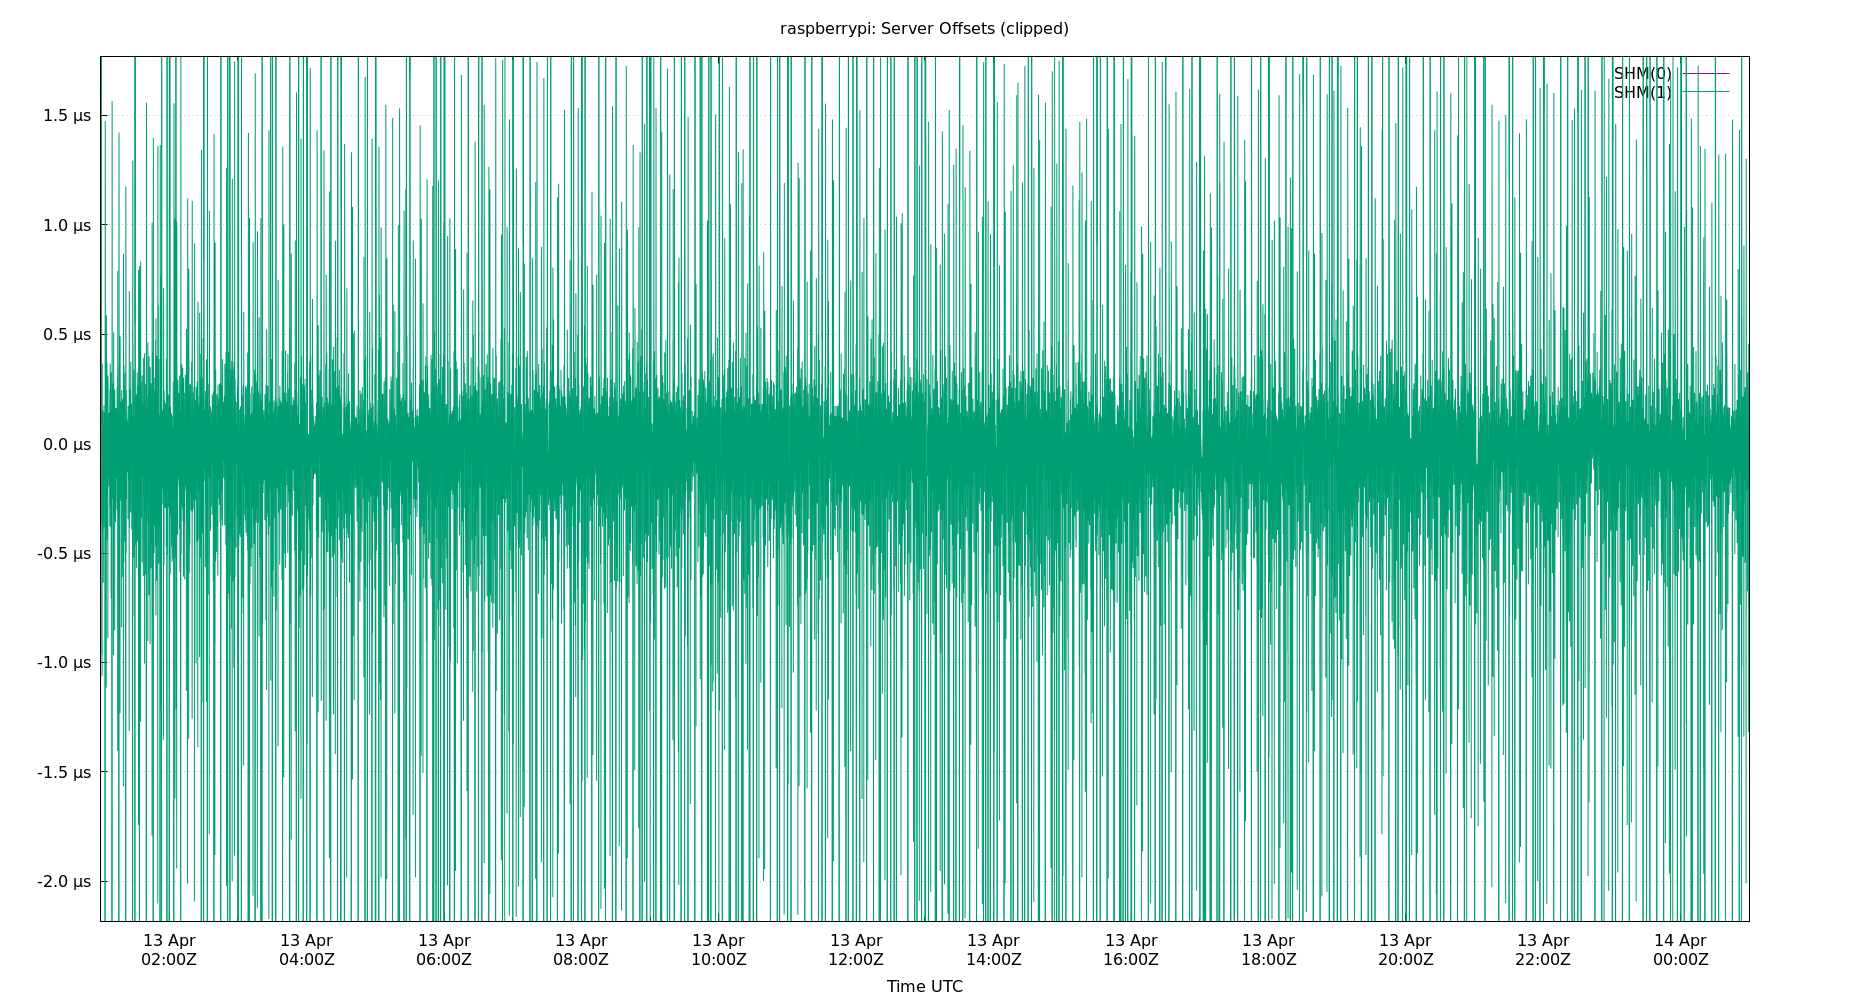 raspberrypi: Server Offsets (clipped)
SHM(0)
SHM(1)
1.5 µs
1.0 µs
0.5 µs
0.0 µs
-0.5 µs
-1.0 µs
-1.5 µs
-2.0 µs
13 Apr 13 Apr 13 Apr 13 Apr 13 Apr 13 Apr 13 Apr 13 Apr 13 Apr 13 Apr 13 Apr 14 Apr
02:00Z 04:00Z 06:00Z 08:00Z 10:00Z 12:00Z 14:00Z 16:00Z 18:00Z 20:00Z 22:00Z 00:00Z
Time UTC